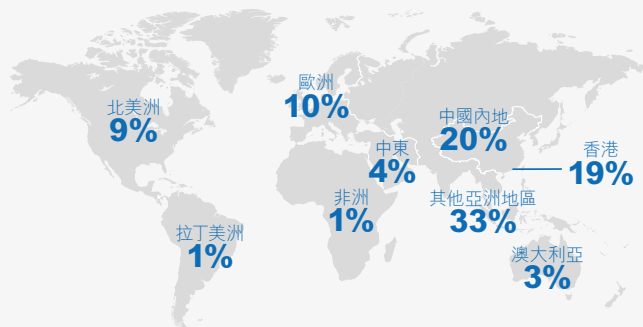 歐洲
10%
北美洲
9%
中國內地
20%
香港
19%
中東
4%
非洲
1%
其他亞洲地區
33%
拉丁美洲
1%
澳大利亞
3%